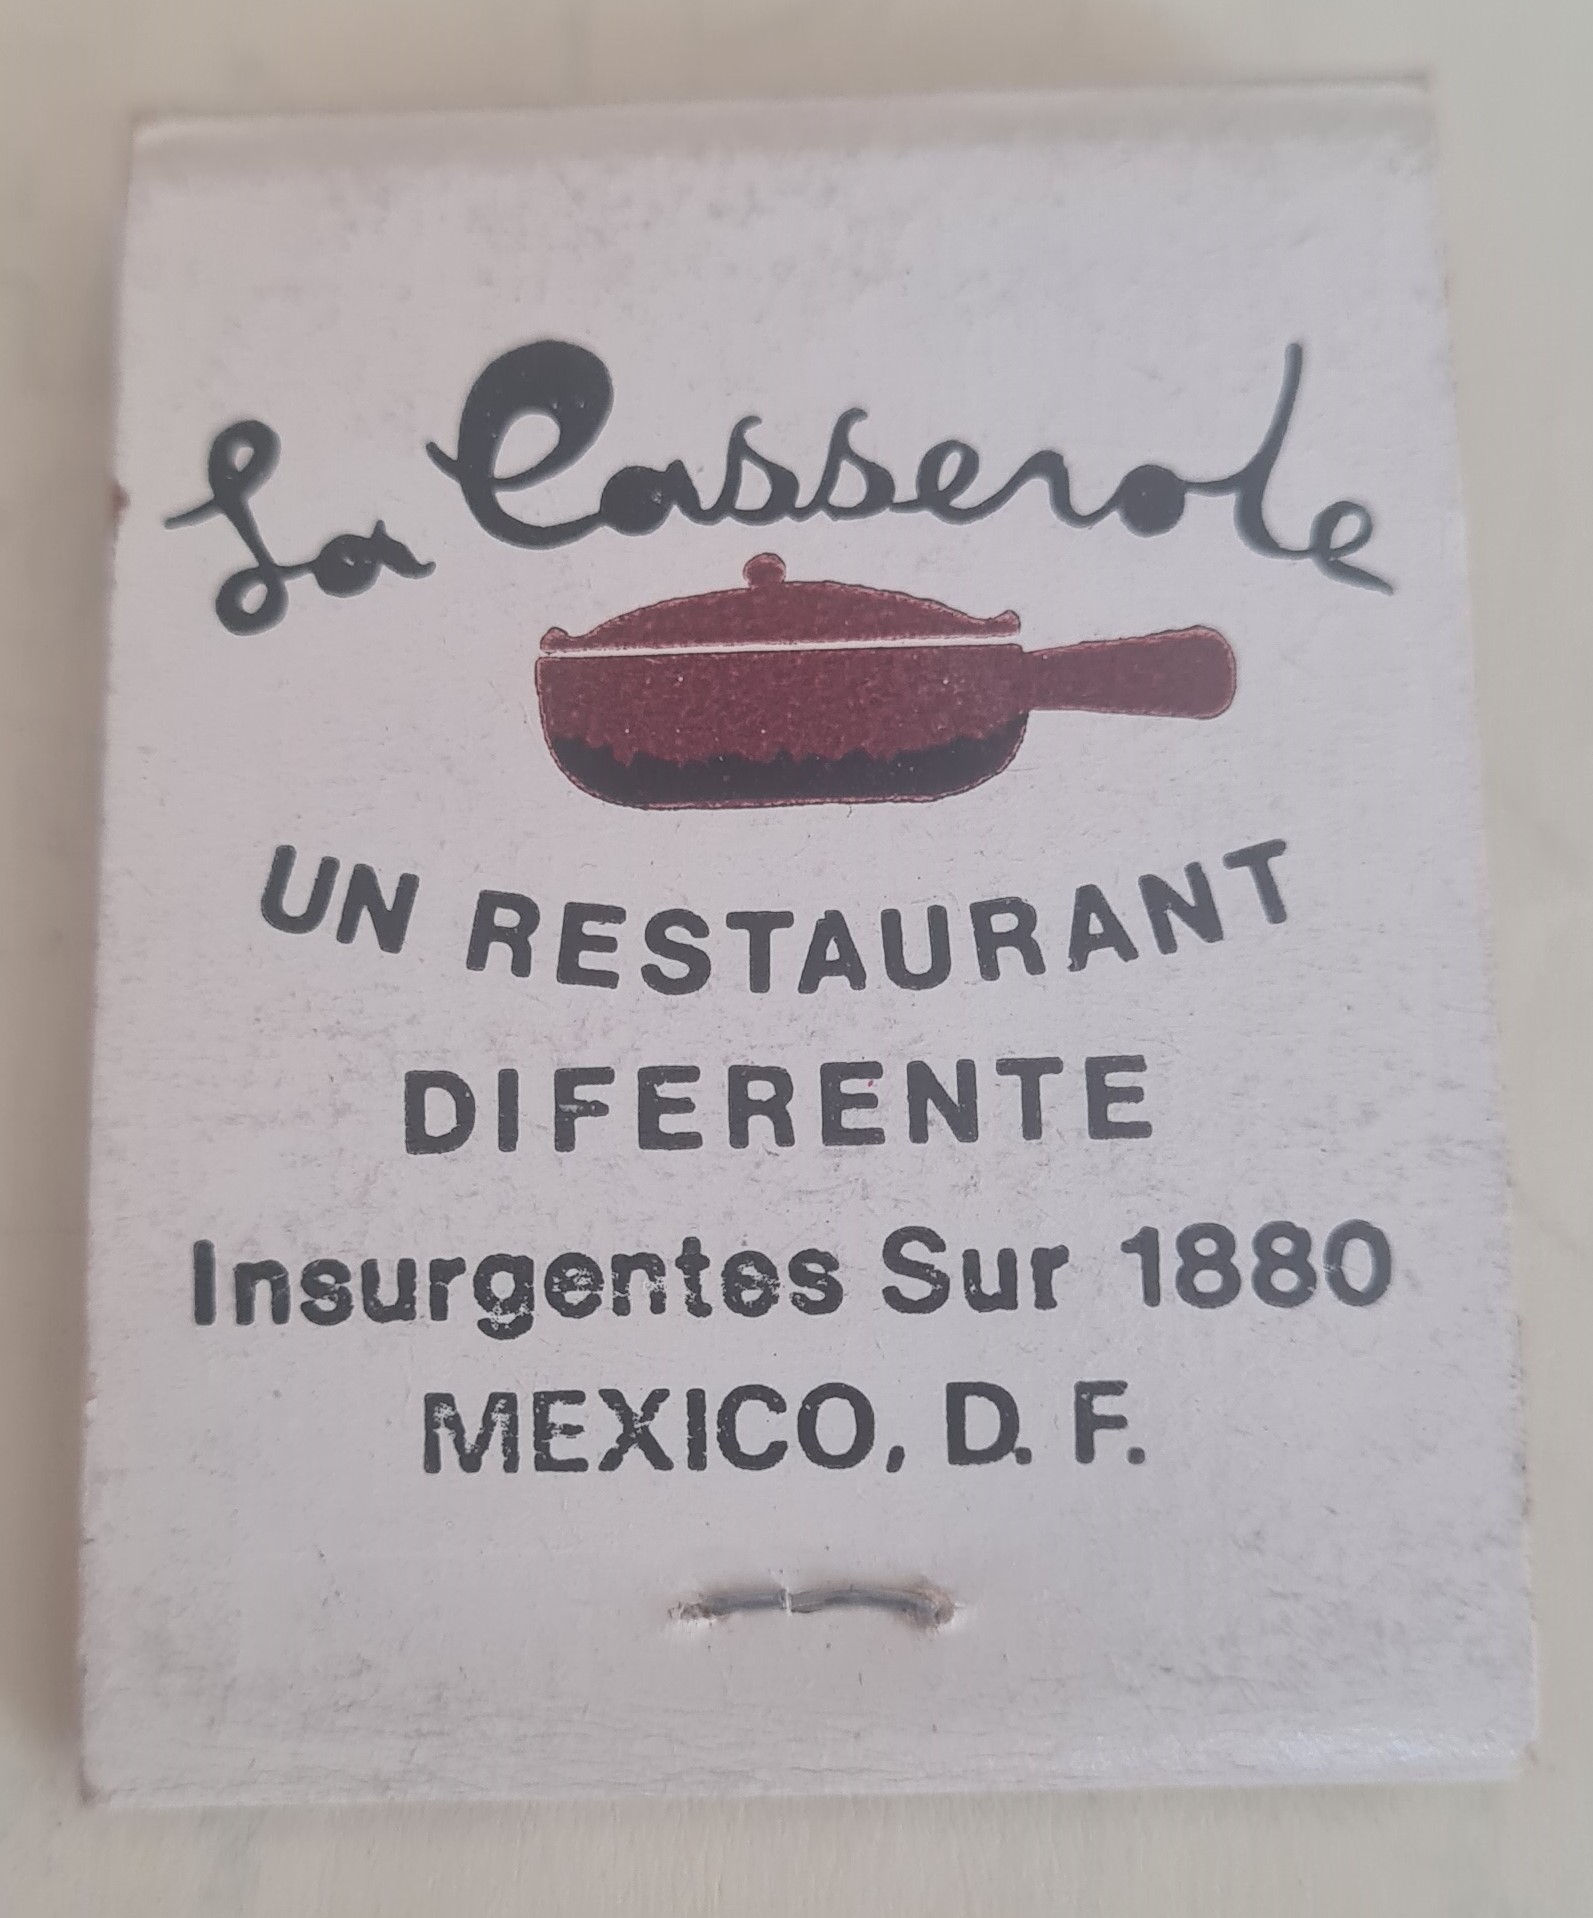 La Casserole
UN RESTAURANT
DIFERENTE
Insurgentes Sur 1880
MEXICO, D. F.